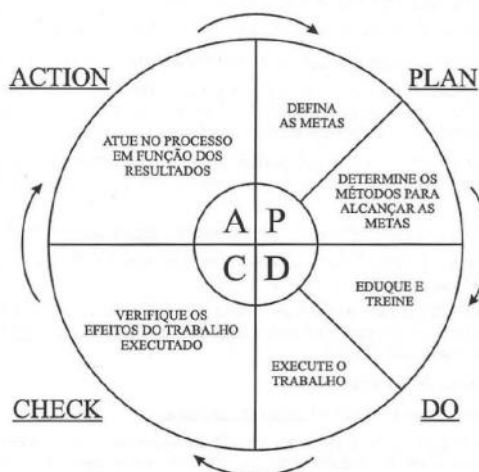 ACTION
PLAN
DEFINA
AS METAS
ATUE NO PROCESSO
EM FUNÇÃO DOS
RESULTADOS
DETERMINE OS
MÉTODOS PARA
ALCANÇAR AS
METAS
A P
C D
EDUQUE E
TREINE
VERIFIQUE OS
EFEITOS DO TRABALHO
EXECUTADO
EXECUTE O
TRABALHO
CHECK
DO